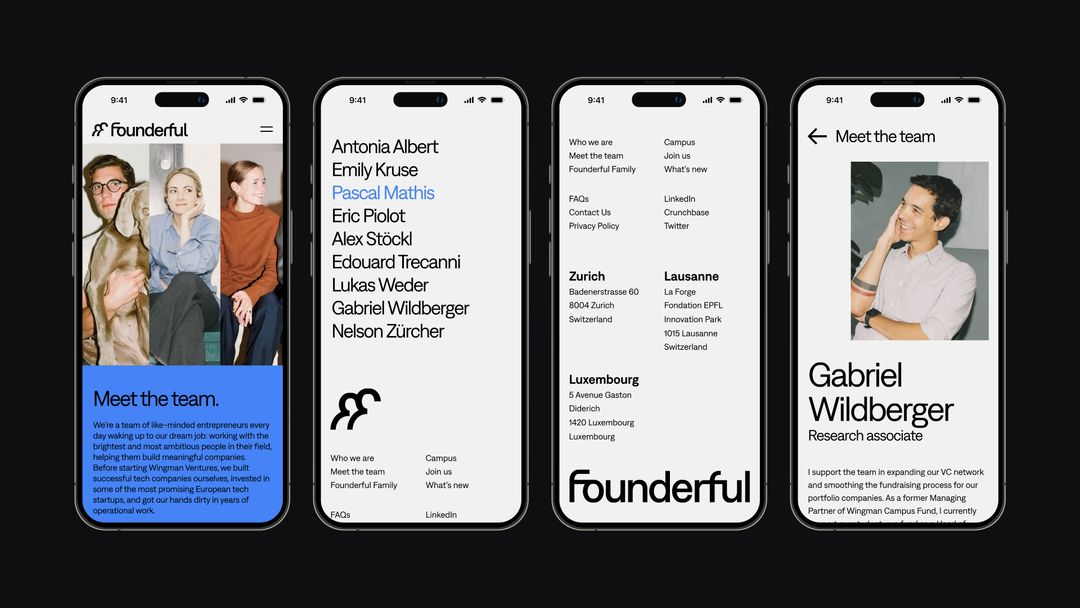 9:41
Founderful
Meet the team.
We're a team of like-minded entrepreneurs every
day waking up to our dream job: working with the
brightest and most ambitious people in their field,
helping them build meaningful companies.
Before starting Wingman Ventures, we built
successful tech companies ourselves, invested in
some of the most promising European tech
startups, and got our hands dirty in years of
operational work.
9:41
Antonia Albert
Emily Kruse
Pascal Mathis
Eric Piolot
Alex Stöckl
Edouard Trecanni
Lukas Weder
Gabriel Wildberger
Nelson Zürcher
Who we are
Meet the team
Founderful Family
Campus
Join us
What's new
FAQs
LinkedIn
9:41
Who we are
Meet the team
Founderful Family
Campus
Join us
What's new
FAQs
Contact Us
Privacy Policy
LinkedIn
Crunchbase
Twitter
Zurich
Badenerstrasse 60
8004 Zurich
Switzerland
Lausanne
La Forge
Fondation EPFL
Innovation Park
1015 Lausanne
Switzerland
Luxembourg
5 Avenue Gaston
Diderich
1420 Luxembourg
Luxembourg
Founderful
9:41
Meet the team
Gabriel
Wildberger
Research associate
I support the team in expanding our VC network
and smoothing the fundraising process for our
portfolio companies. As a former Managing
Partner of Wingman Campus Fund, I currently